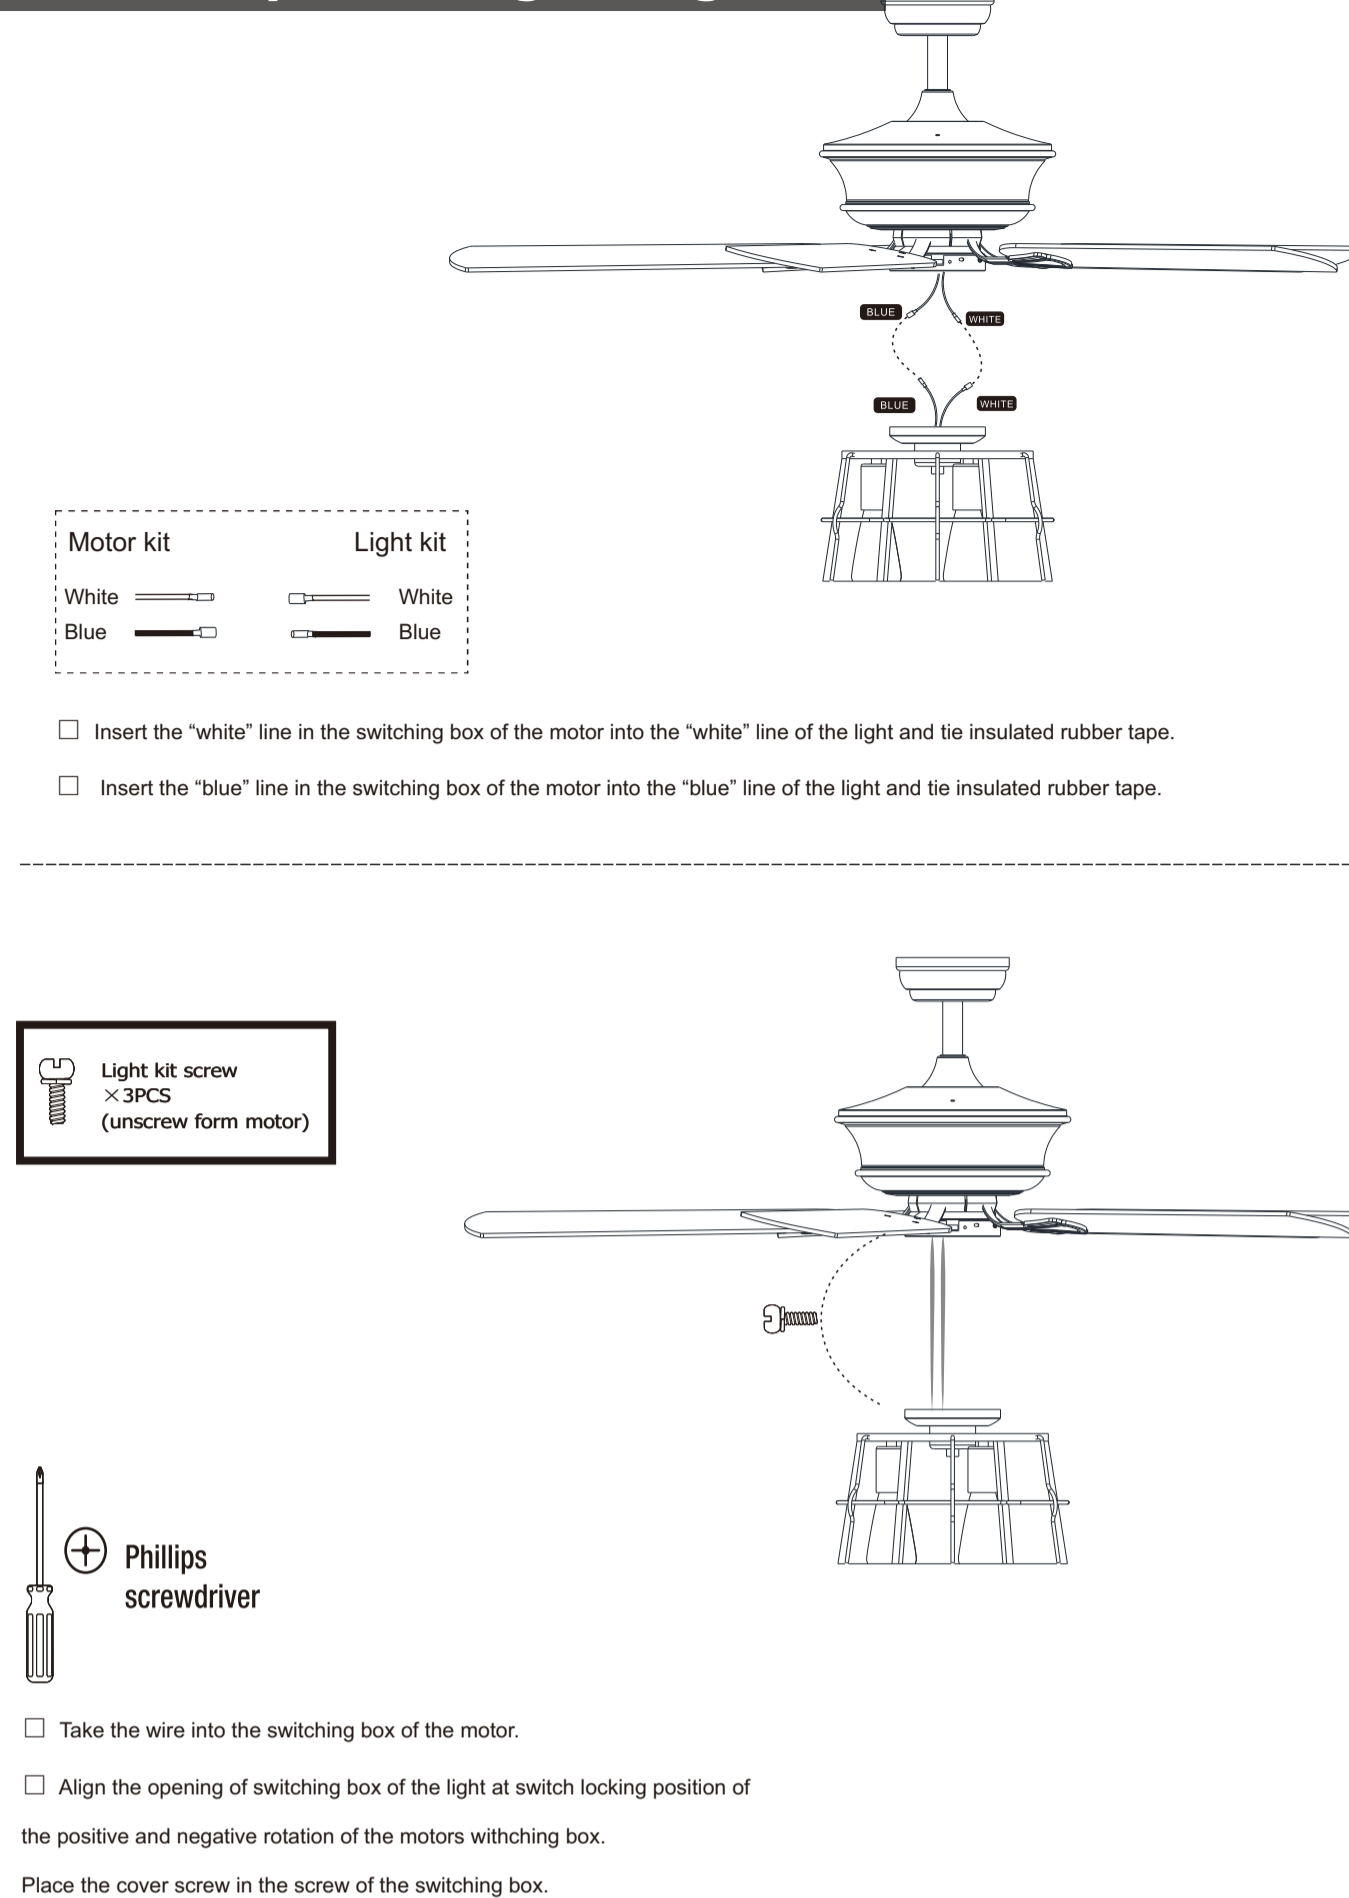 BLUE
WHITE
BLUE
WHITE
Motor kit Light kit
White White
Blue Blue
Insert the “white” line in the switching box of the motor into the “white” line of the light and tie insulated rubber tape.
Insert the “blue” line in the switching box of the motor into the “blue” line of the light and tie insulated rubber tape.
Light kit screw
×3PCS
(unscrew form motor)
Phillips
screwdriver
Take the wire into the switching box of the motor.
Align the opening of switching box of the light at switch locking position of
the positive and negative rotation of the motors withching box.
Place the cover screw in the screw of the switching box.